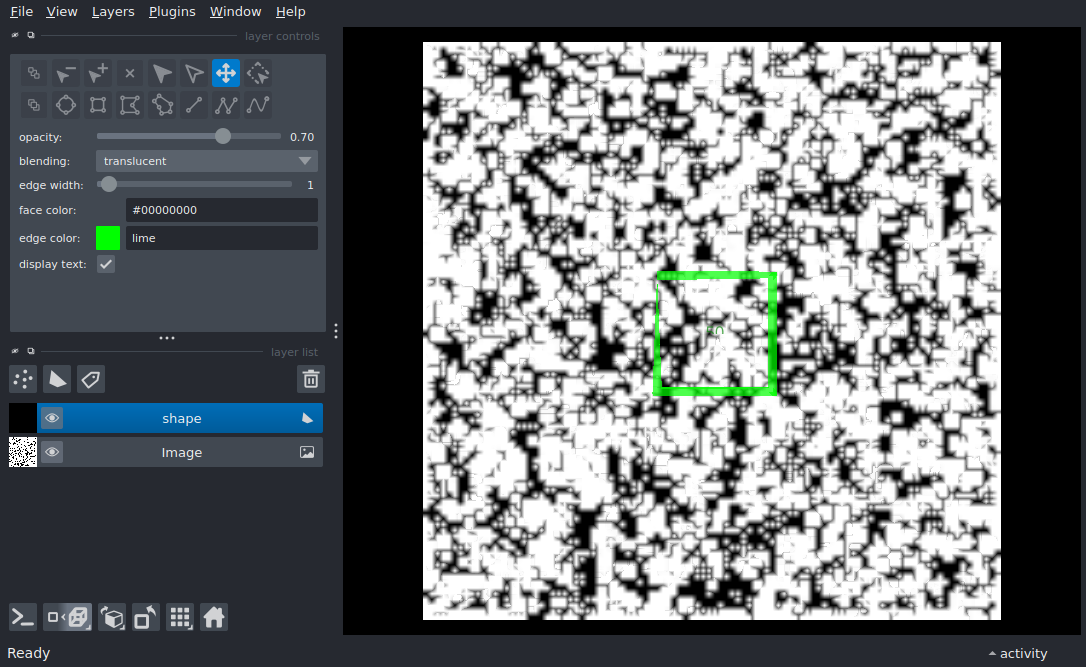 File View Layers Plugins Window Help
layer controls
opacity: 0.70
blending: translucent
edge width: 1
face color: #00000000
edge color: lime
display text:
layer list
shape
Image
Ready
activity